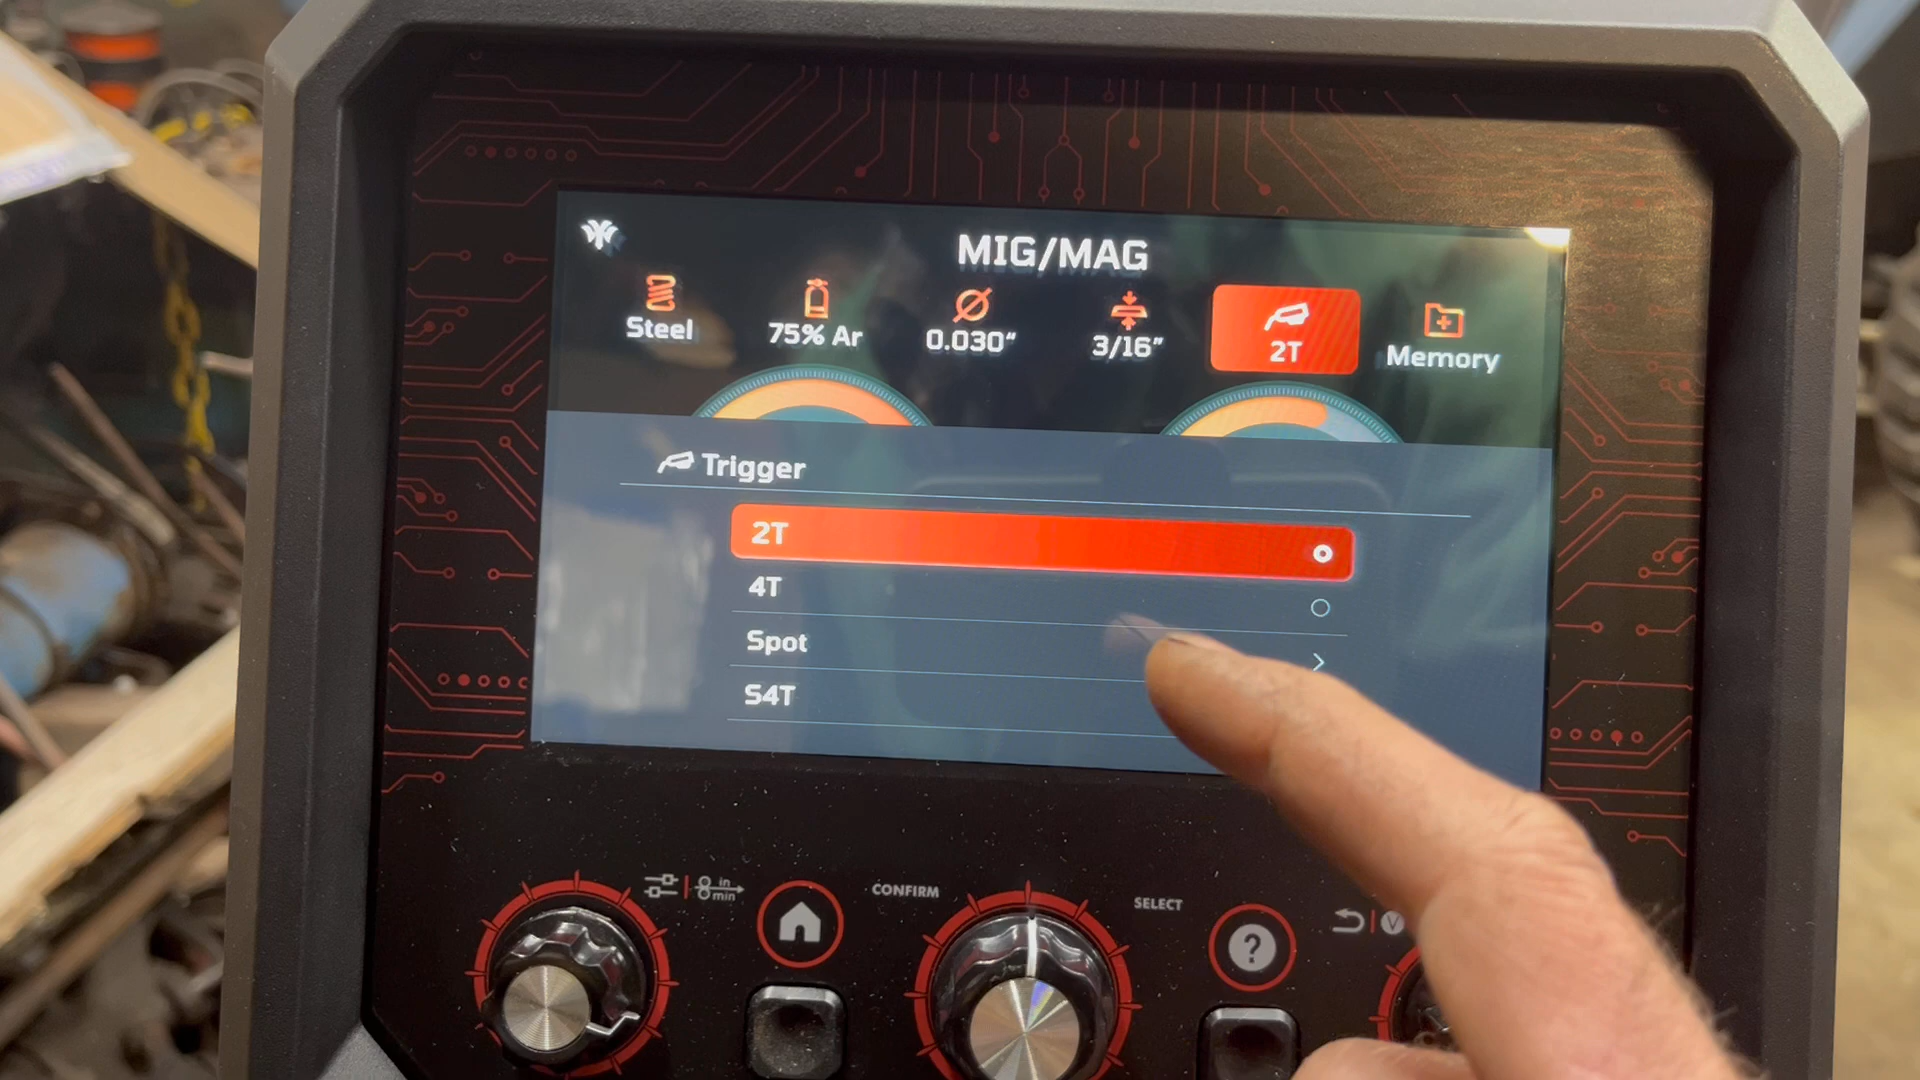 MIG/MAG
Steel
75% Ar
0.030"
3/16"
2T
Memory
Trigger
2T
4T
Spot
S4T
in
min
CONFIRM
SELECT
?
V